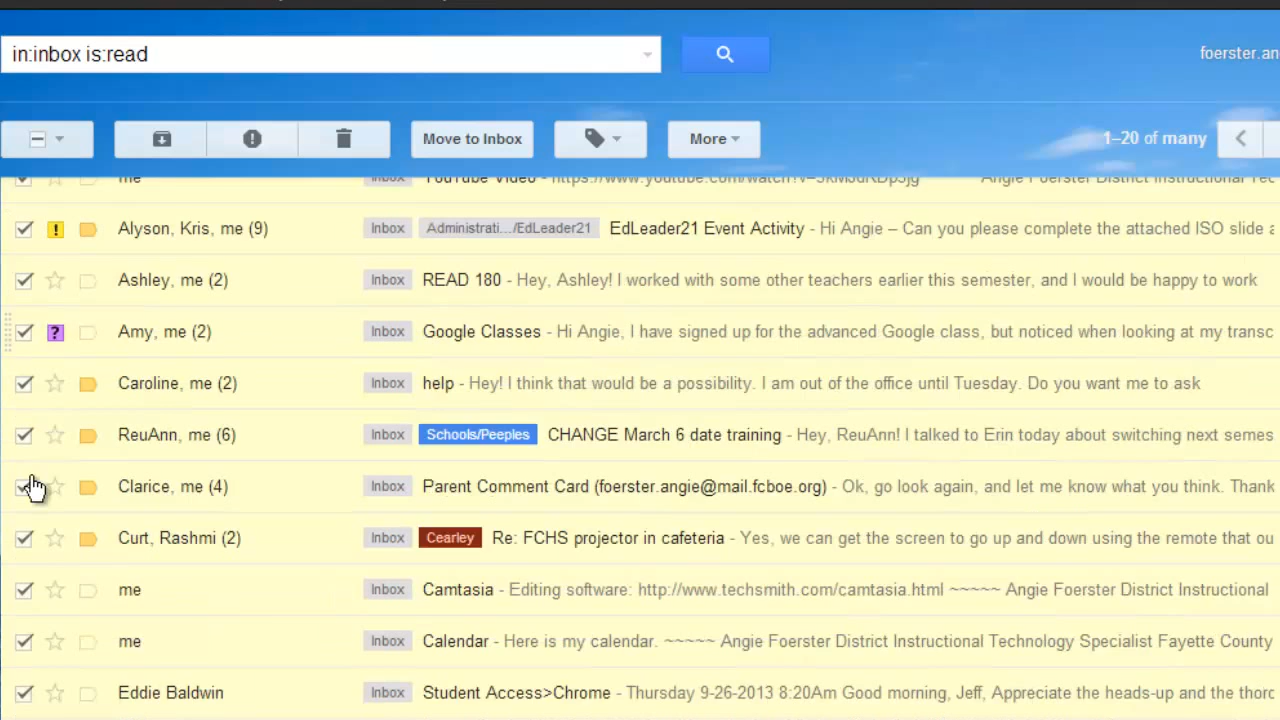 in:inbox is:read
foerster.an
Move to Inbox More 1–20 of many
me Inbox YouTube Video - Angie Foerster District Instructional Tec
! Alyson, Kris, me (9) Inbox Administrati.../EdLeader21 EdLeader21 Event Activity - Hi Angie – Can you please complete the attached ISO slide a
Ashley, me (2) Inbox READ 180 - Hey, Ashley! I worked with some other teachers earlier this semester, and I would be happy to work
? Amy, me (2) Inbox Google Classes - Hi Angie, I have signed up for the advanced Google class, but noticed when looking at my transc
Caroline, me (2) Inbox help - Hey! I think that would be a possibility. I am out of the office until Tuesday. Do you want me to ask
ReuAnn, me (6) Inbox Schools/Peeples CHANGE March 6 date training - Hey, ReuAnn! I talked to Erin today about switching next semes
Clarice, me (4) Inbox Parent Comment Card (foerster.angie@mail.fcboe.org) - Ok, go look again, and let me know what you think. Thank
Curt, Rashmi (2) Inbox Cearley Re: FCHS projector in cafeteria - Yes, we can get the screen to go up and down using the remote that ou
me Inbox Camtasia - Editing software: http://www.techsmith.com/camtasia.html ~~~~~ Angie Foerster District Instructional
me Inbox Calendar - Here is my calendar. ~~~~~ Angie Foerster District Instructional Technology Specialist Fayette County
Eddie Baldwin Inbox Student Access>Chrome - Thursday 9-26-2013 8:20Am Good morning, Jeff, Appreciate the heads-up and the thorc